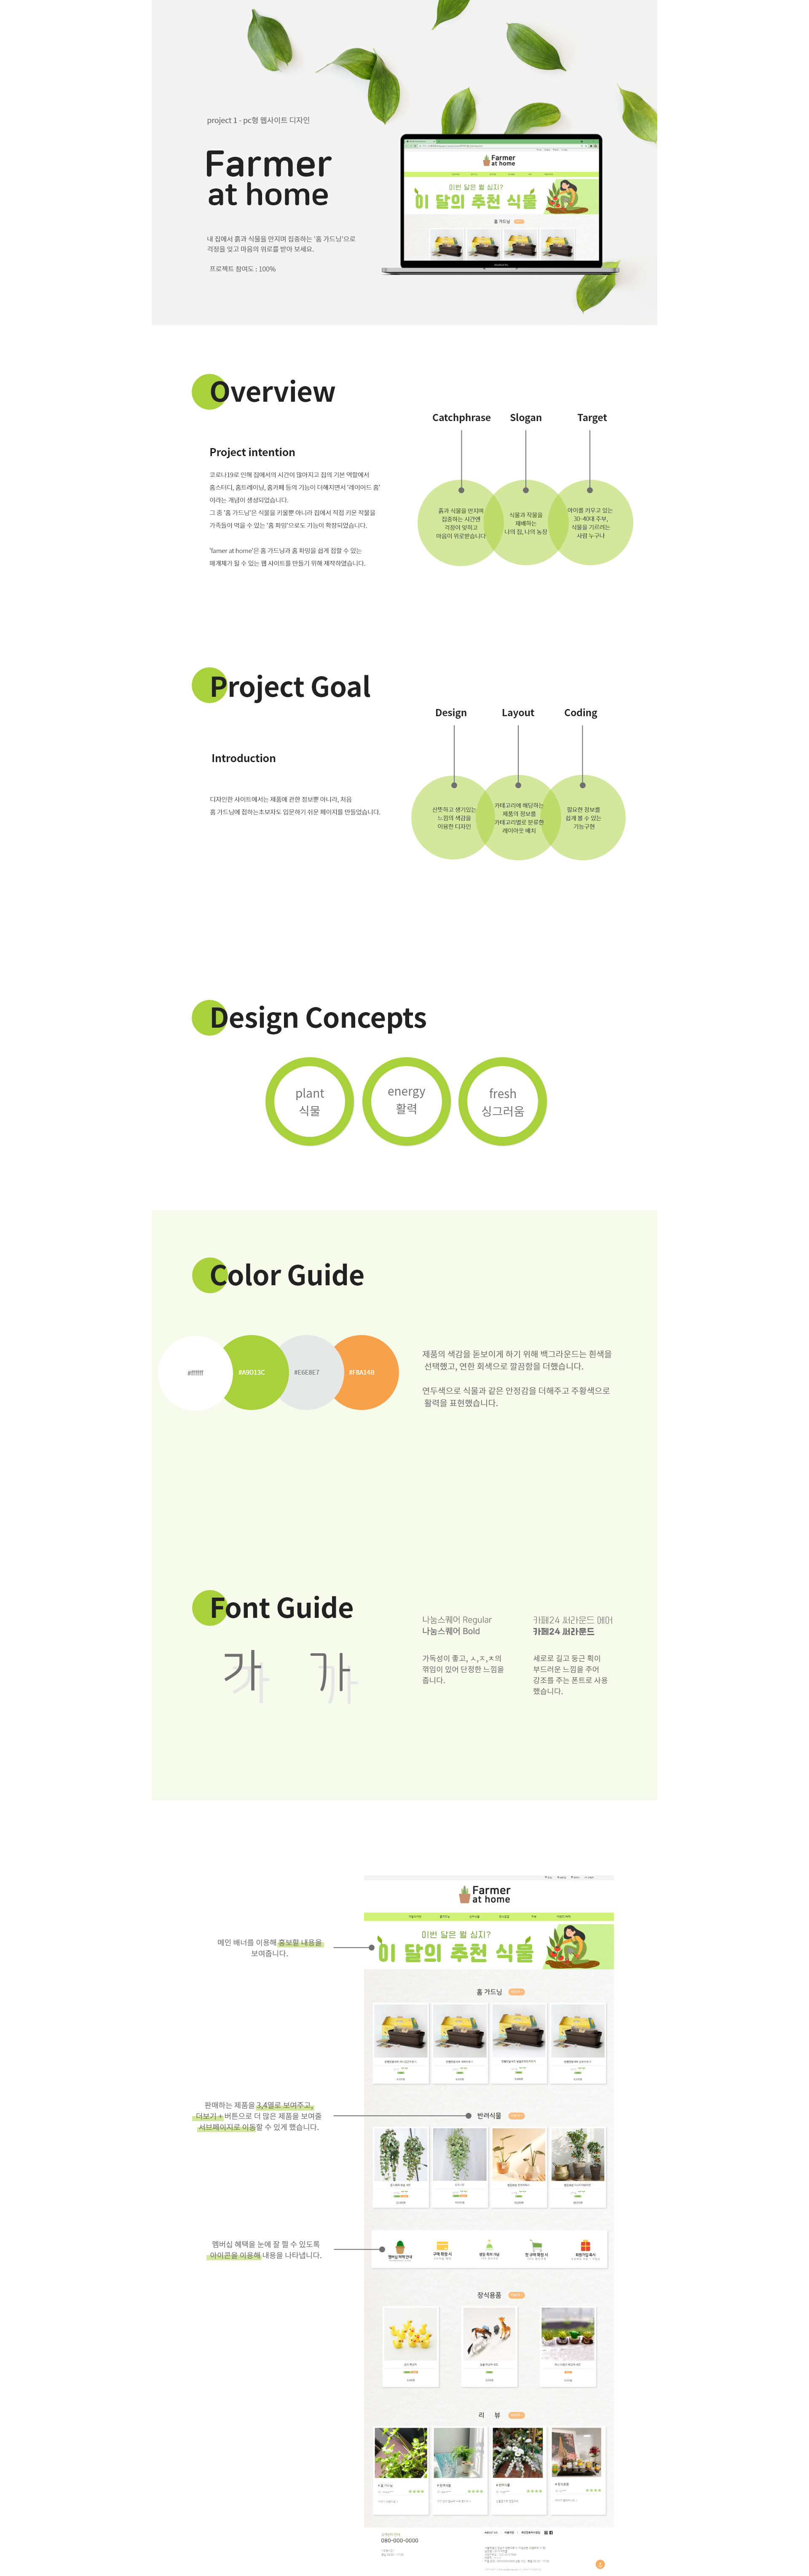 project 1 - pc형 웹사이트 디자인
Farmer
at home
내 집에서 흙과 식물을 만지며 집중하는 '홈 가드닝'으로
걱정을 잊고 마음의 위로를 받아 보세요.
프로젝트 참여도 : 100%
Farmer
at home
이번 달은 뭘 심지?
이 달의 추천 식물
홈 가드닝
Overview
Project intention
코로나19로 인해 집에서의 시간이 많아지고 집의 기본 역할에서
홈스터디, 홈트레이닝, 홈카페 등의 기능이 더해지면서 '레이어드 홈'
이라는 개념이 생성되었습니다.
그 중 '홈 가드닝'은 식물을 키울뿐 아니라 집에서 직접 키운 작물을
가족들이 먹을 수 있는 '홈 파밍'으로도 기능이 확장되었습니다.
'famer at home'은 홈 가드닝과 홈 파밍을 쉽게 접할 수 있는
매개체가 될 수 있는 웹 사이트를 만들기 위해 제작하였습니다.
Catchphrase
Slogan
Target
흙과 식물을 만지며
집중하는 시간엔
걱정이 잊히고
마음이 위로받습니다
식물과 작물을
재배하는
나의 집, 나의 농장
아이를 키우고 있는
30-40대 주부,
식물을 기르려는
사람 누구나
Project Goal
Introduction
디자인한 사이트에서는 제품에 관한 정보뿐 아니라, 처음
홈 가드닝에 접하는초보자도 입문하기 쉬운 페이지를 만들었습니다.
Design
Layout
Coding
산뜻하고 생기있는
느낌의 색감을
이용한 디자인
카테고리에 해당하는
제품의 정보를
카테고리별로 분류한
레이아웃 배치
필요한 정보를
쉽게 볼 수 있는
기능구현
Design Concepts
plant
식물
energy
활력
fresh
싱그러움
Color Guide
#ffffff
#A9D13C
#E6E8E7
#F8A14B
제품의 색감을 돋보이게 하기 위해 백그라운드는 흰색을
선택했고, 연한 회색으로 깔끔함을 더했습니다.
연두색으로 식물과 같은 안정감을 더해주고 주황색으로
활력을 표현했습니다.
Font Guide
가
가
나눔스퀘어 Regular
나눔스퀘어 Bold
가독성이 좋고, ㅅ,ㅈ,ㅊ의
꺾임이 있어 단정한 느낌을
줍니다.
카페24 써라운드 에어
카페24 써라운드
세로로 길고 둥근 획이
부드러운 느낌을 주어
강조를 주는 폰트로 사용
했습니다.
Farmer
at home
메인 배너를 이용해 홍보할 내용을
보여줍니다.
이번 달은 뭘 심지?
이 달의 추천 식물
홈 가드닝
판매하는 제품을 3,4열로 보여주고,
더보기 + 버튼으로 더 많은 제품을 보여줄
서브페이지로 이동할 수 있게 했습니다.
반려식물
멤버십 혜택을 눈에 잘 띌 수 있도록
아이콘을 이용해 내용을 나타냅니다.
장식용품
리 뷰
080-000-0000